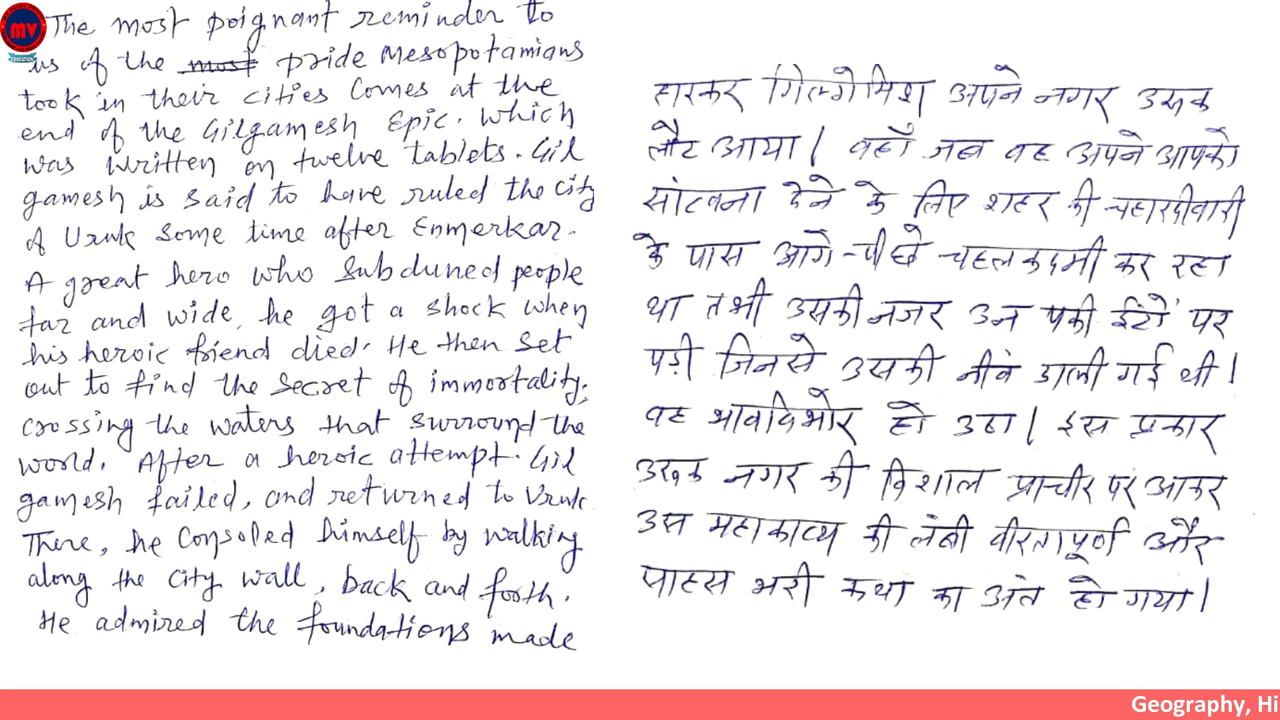 mv
EDUCATION
The most poignant reminder to
us of the most pride Mesopotamians
took in their cities comes at the
end of the Gilgamesh Epic. Which
was written on twelve tablets. Gil
gamesh is said to have ruled the city
of Uruk some time after Enmerkar.
A great hero who subduned people
far and wide, he got a shock when
his heroic friend died. He then set
out to find the secret of immortality,
crossing the waters that surround the
world. After a heroic attempt. Gil
gamesh failed, and returned to Uruk.
There, he consoled himself by walking
along the city wall, back and forth.
He admired the foundations made
हारकर गिल्गेमिश अपने नगर उरुक
लौट आया। वहाँ जब वह अपने आपको
सांत्वना देने के लिए शहर की चहारदीवारी
के पास आगे-पीछे चहलकदमी कर रहा
था तभी उसकी नजर उन पकी ईंटों पर
पड़ी जिनसे उसकी नींव डाली गई थी।
वह भावविभोर हो उठा। इस प्रकार
उरुक नगर की विशाल प्राचीर पर आकर
उस महाकाव्य की लंबी वीरतापूर्ण और
साहस भरी कथा का अंत हो गया।
Geography, Hi